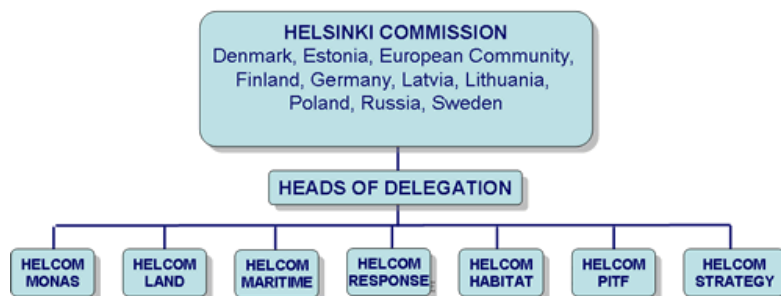 HELSINKI COMMISSION
Denmark, Estonia, European Community,
Finland, Germany, Latvia, Lithuania,
Poland, Russia, Sweden
HEADS OF DELEGATION
HELCOM
MONAS
HELCOM
LAND
HELCOM
MARITIME
HELCOM
RESPONSE
HELCOM
HABITAT
HELCOM
PITF
HELCOM
STRATEGY